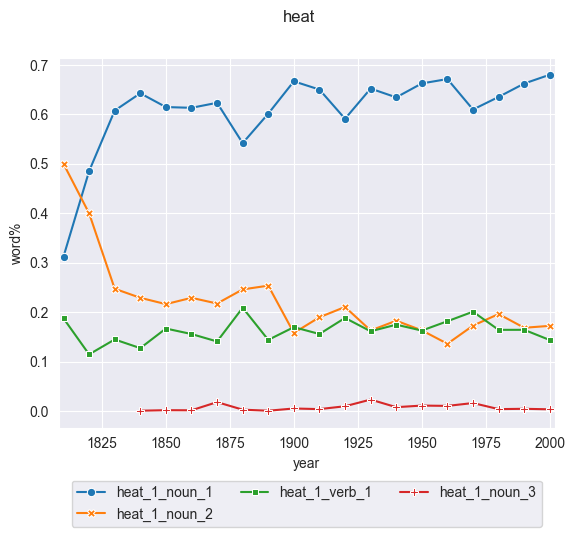 heat
0.7
0.6
0.5
0.4
0.3
0.2
0.1
0.0
word%
1825 1850 1875 1900 1925 1950 1975 2000
year
heat_1_noun_1 heat_1_verb_1 heat_1_noun_3
heat_1_noun_2